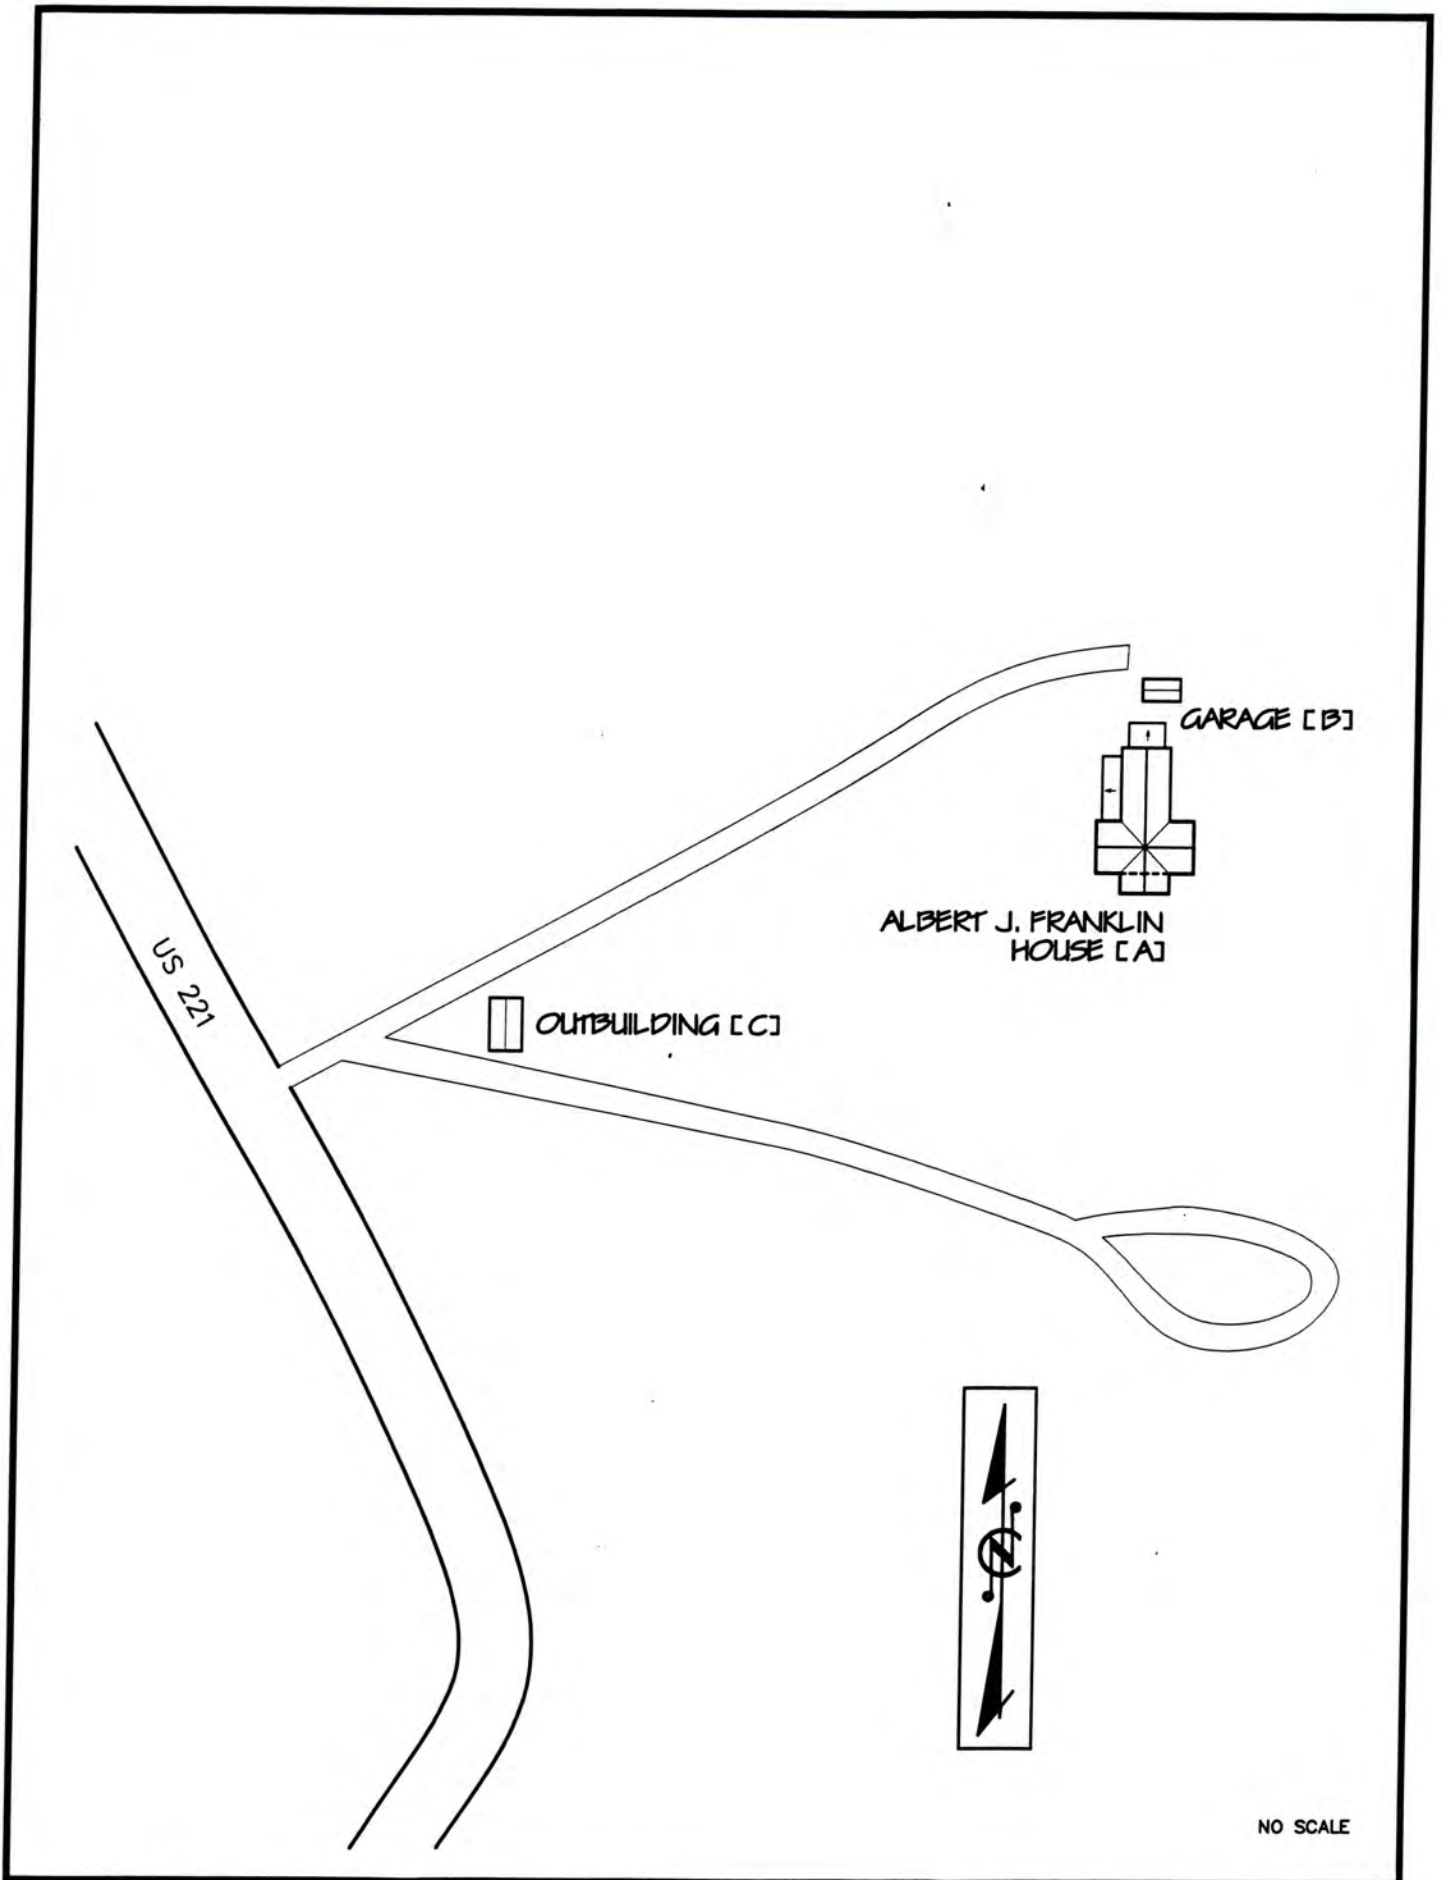 GARAGE [B]
ALBERT J. FRANKLIN
HOUSE [A]
US 221
OUTBUILDING [C]
N
NO SCALE